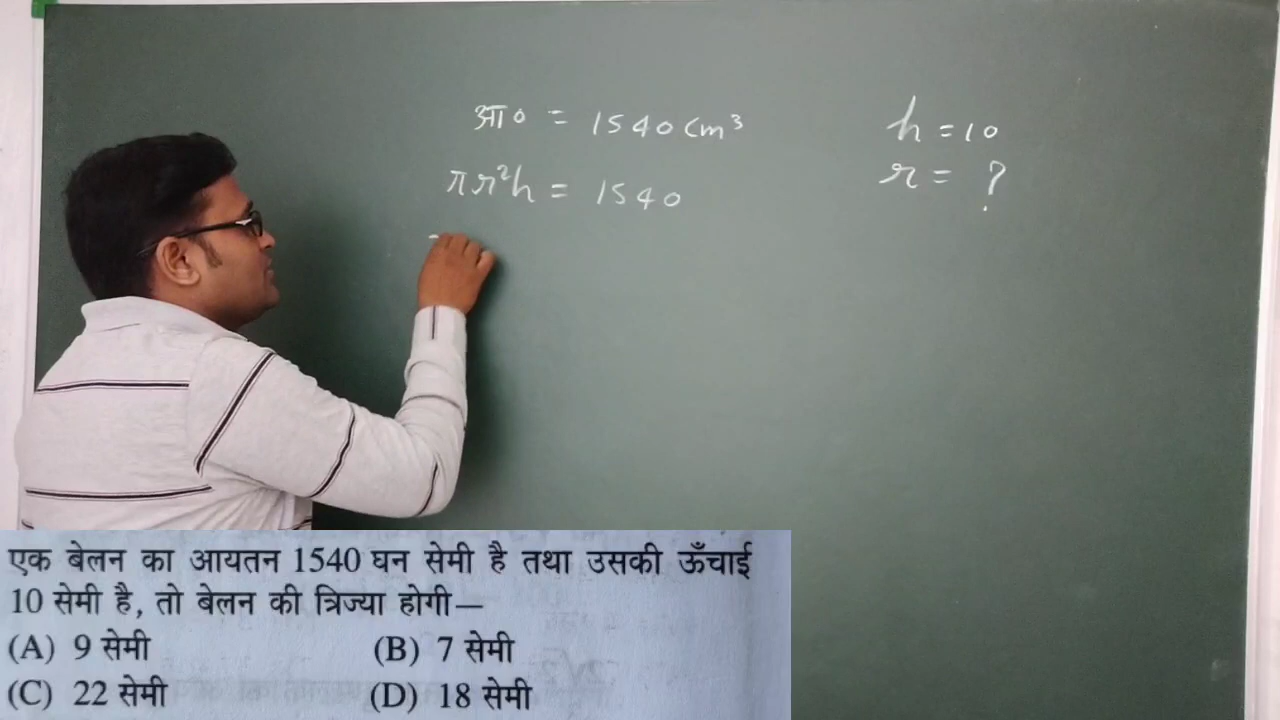 आ० = 1540 cm³
h = 10
πr²h = 1540
r = ?
एक बेलन का आयतन 1540 घन सेमी है तथा उसकी ऊँचाई
10 सेमी है, तो बेलन की त्रिज्या होगी—
(A) 9 सेमी (B) 7 सेमी
(C) 22 सेमी (D) 18 सेमी